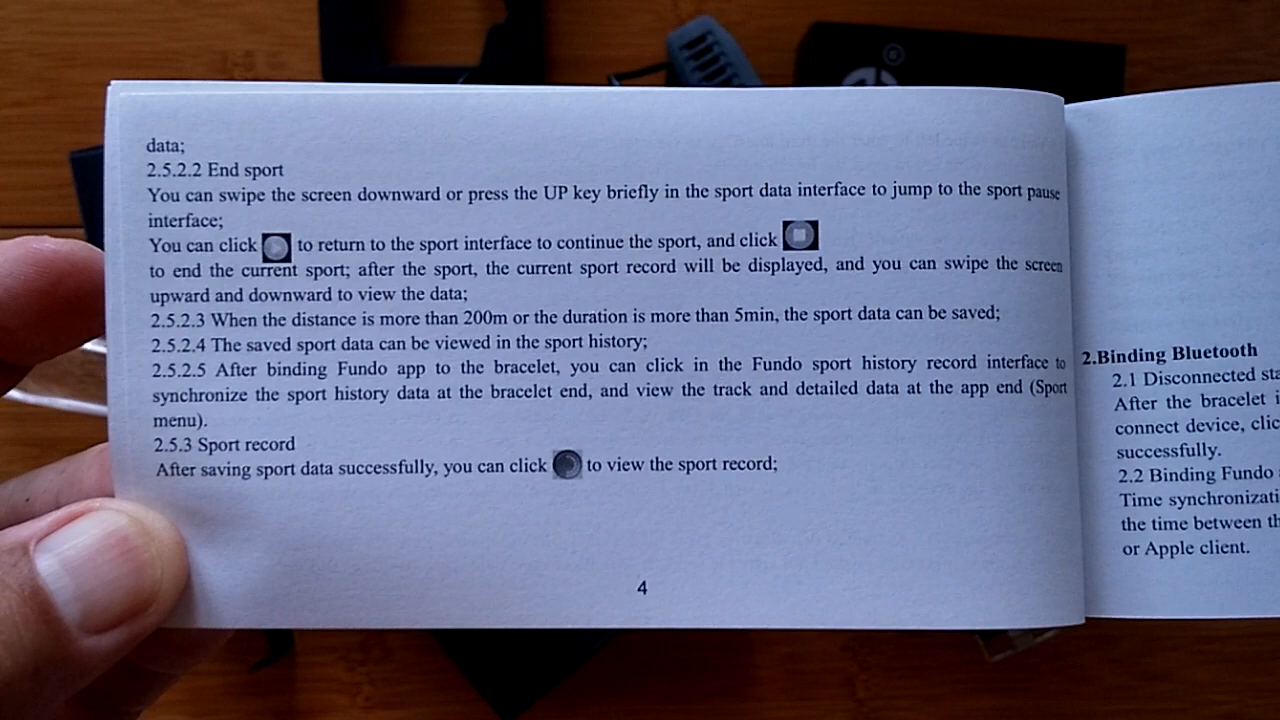 data;
2.5.2.2 End sport
You can swipe the screen downward or press the UP key briefly in the sport data interface to jump to the sport pause
interface;
You can click to return to the sport interface to continue the sport, and click
to end the current sport; after the sport, the current sport record will be displayed, and you can swipe the screen
upward and downward to view the data;
2.5.2.3 When the distance is more than 200m or the duration is more than 5min, the sport data can be saved;
2.5.2.4 The saved sport data can be viewed in the sport history;
2.5.2.5 After binding Fundo app to the bracelet, you can click in the Fundo sport history record interface to
synchronize the sport history data at the bracelet end, and view the track and detailed data at the app end (Sport
menu).
2.5.3 Sport record
After saving sport data successfully, you can click to view the sport record;
4
2.Binding Bluetooth
2.1 Disconnected sta
After the bracelet i
connect device, clic
successfully.
2.2 Binding Fundo
Time synchronizati
the time between th
or Apple client.